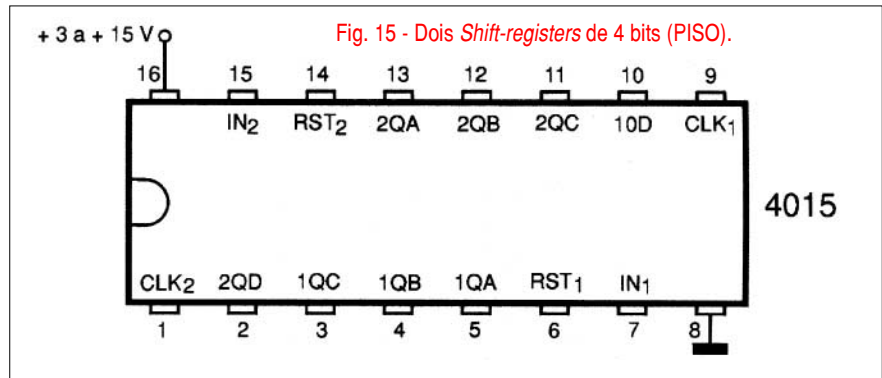 Fig. 15 - Dois Shift-registers de 4 bits (PISO).
+ 3 a + 15 V
16 15 14 13 12 11 10 9
IN2 RST2 2QA 2QB 2QC 10D CLK1
4015
CLK2 2QD 1QC 1QB 1QA RST1 IN1
1 2 3 4 5 6 7 8